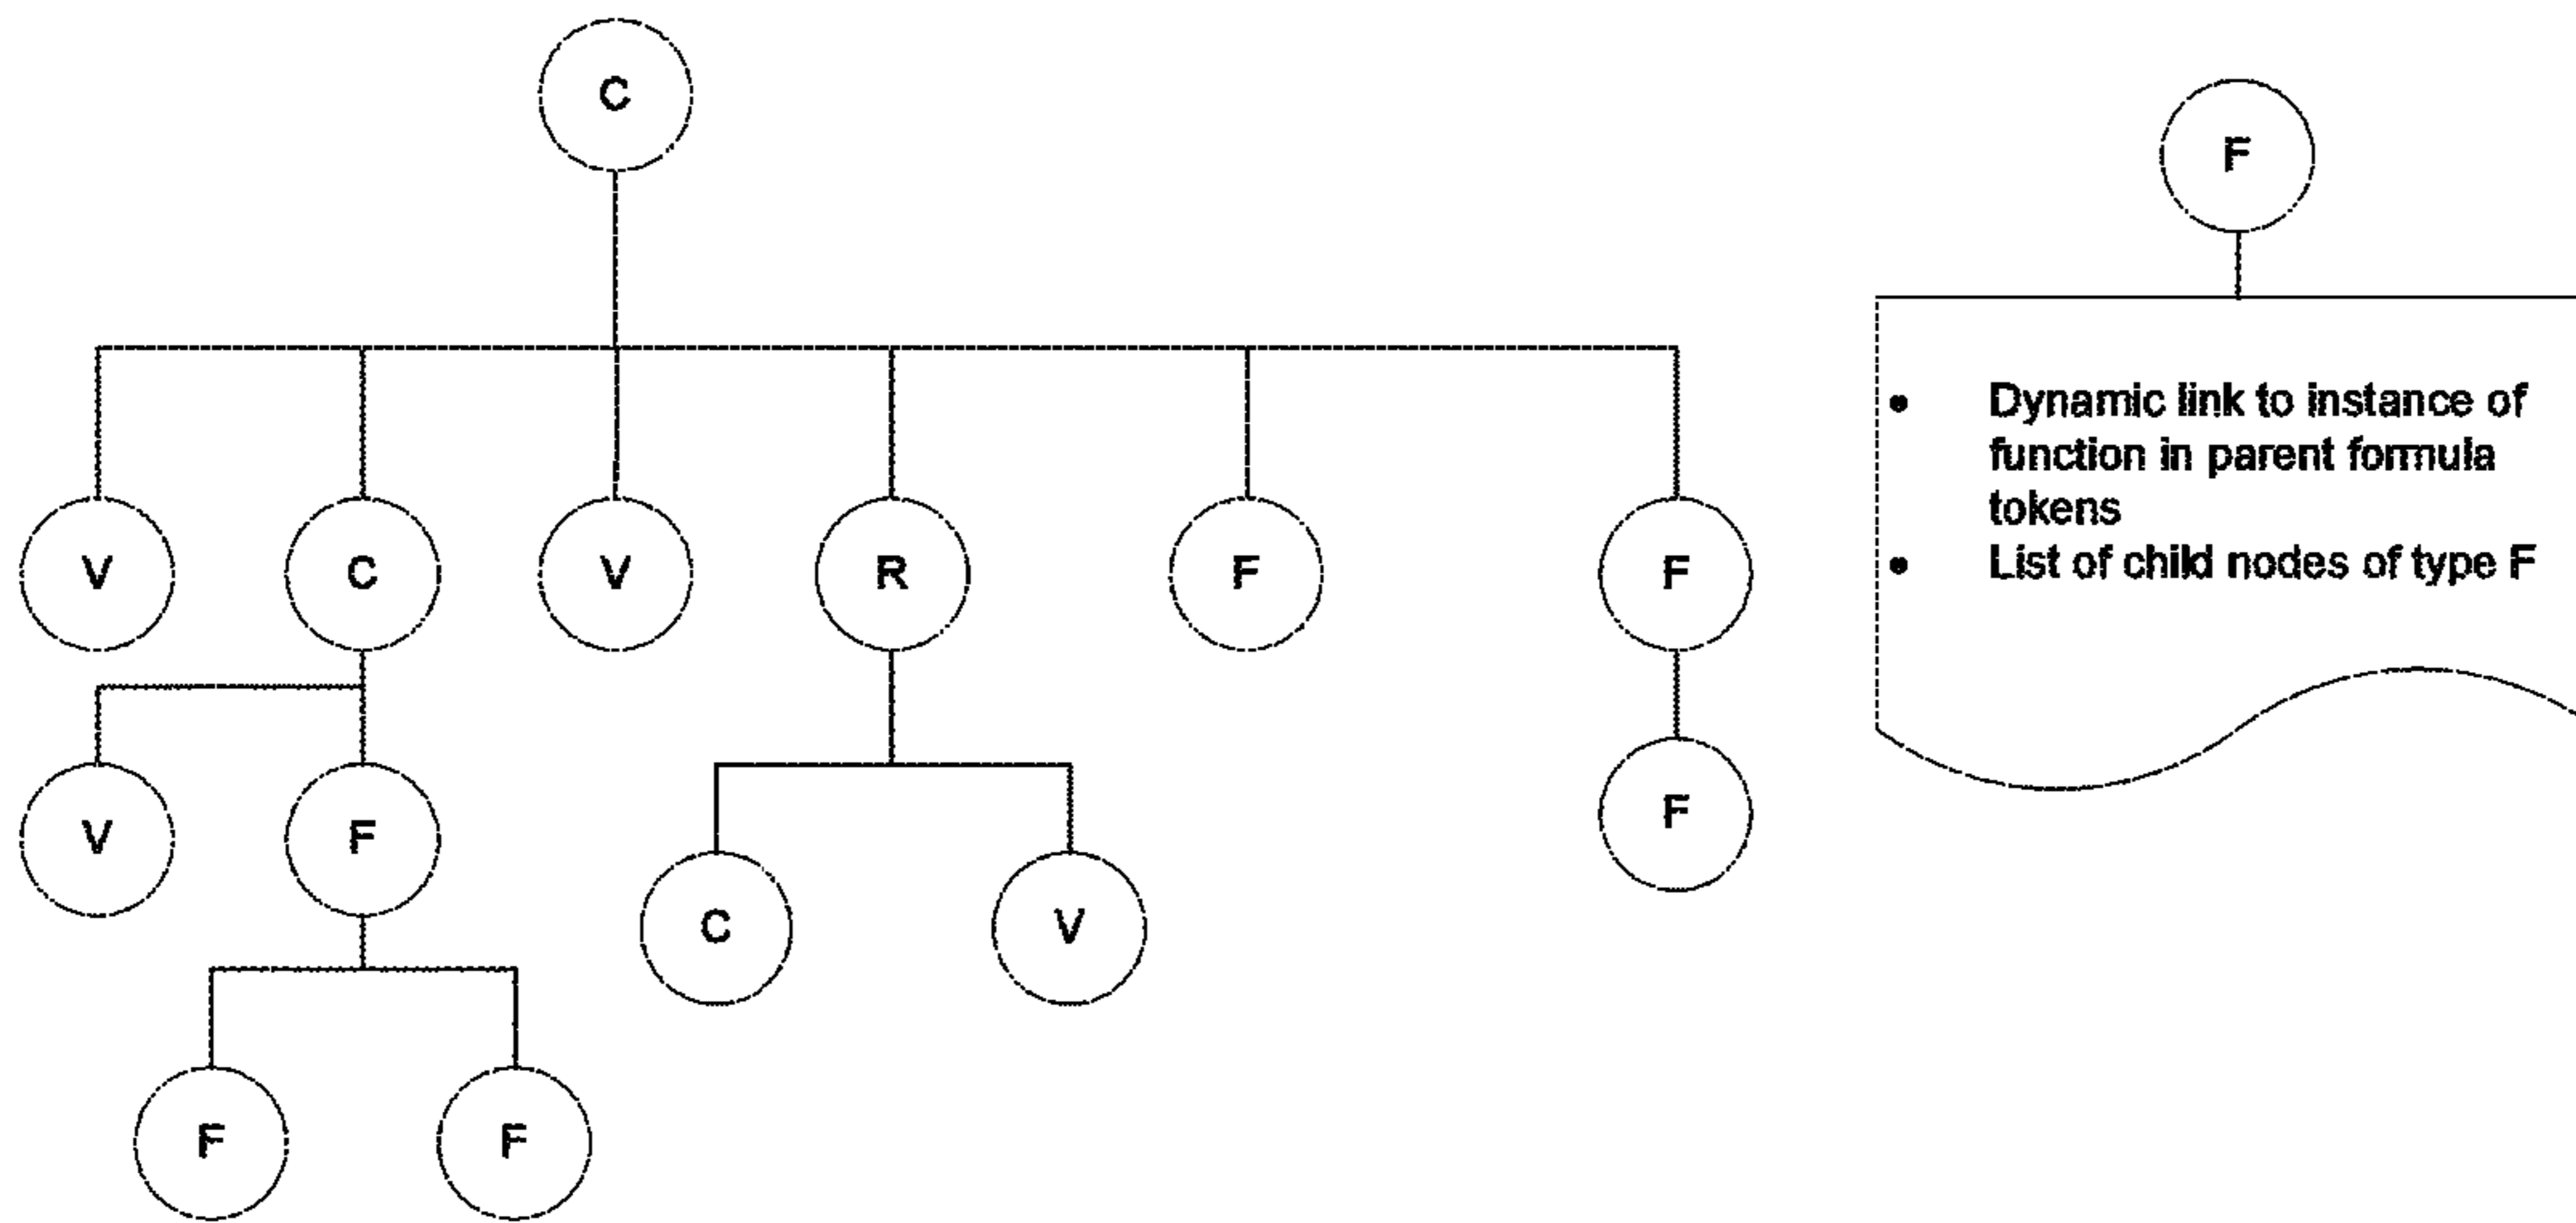 C
F
• Dynamic link to instance of
function in parent formula
tokens
• List of child nodes of type F
V C V R F F
V F F
C V
F F